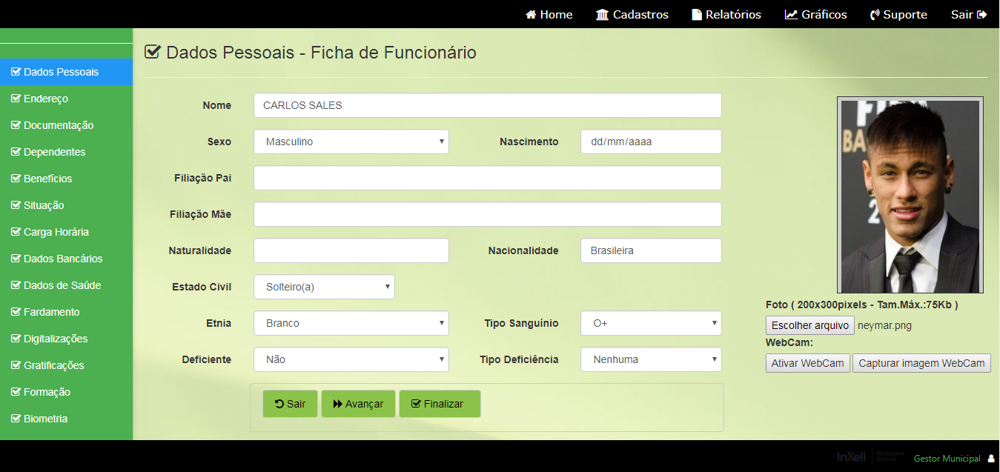 Home Cadastros Relatórios Gráficos Suporte Sair
Dados Pessoais - Ficha de Funcionário
Dados Pessoais
Endereço
Documentação
Dependentes
Benefícios
Situação
Carga Horária
Dados Bancários
Dados de Saúde
Fardamento
Digitalizações
Gratificações
Formação
Biometria
Nome CARLOS SALES
Sexo Masculino Nascimento dd/mm/aaaa
Filiação Pai
Filiação Mãe
Naturalidade Nacionalidade Brasileira
Estado Civil Solteiro(a)
Etnia Branco Tipo Sanguínio O+
Deficiente Não Tipo Deficiência Nenhuma
Sair Avançar Finalizar
BA
2
Foto ( 200x300pixels - Tam.Máx.:75Kb )
Escolher arquivo neymar.png
WebCam:
Ativar WebCam Capturar imagem WebCam
InXell TECNOLOGIA
CRIATIVA
Gestor Municipal